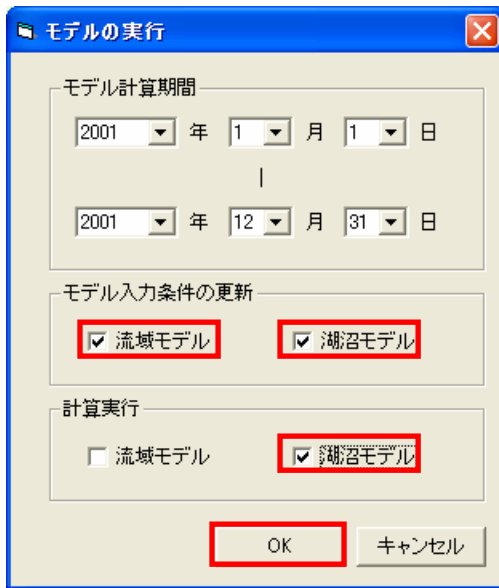 モデルの実行
モデル計算期間
2001 年 1 月 1 日
|
2001 年 12 月 31 日
モデル入力条件の更新
流域モデル 湖沼モデル
計算実行
流域モデル 湖沼モデル
OK キャンセル